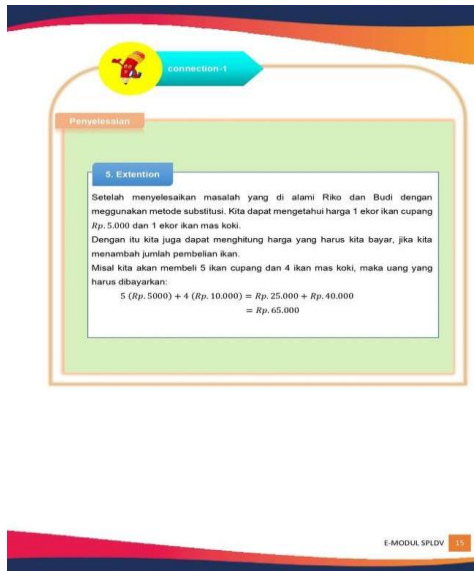 connection-1
Penyelesaian
5. Extention
Setelah menyelesaikan masalah yang di alami Riko dan Budi dengan
meggunakan metode substitusi. Kita dapat mengetahui harga 1 ekor ikan cupang
Rp. 5.000 dan 1 ekor ikan mas koki.
Dengan itu kita juga dapat menghitung harga yang harus kita bayar, jika kita
menambah jumlah pembelian ikan.
Misal kita akan membeli 5 ikan cupang dan 4 ikan mas koki, maka uang yang
harus dibayarkan:
5 (Rp. 5000) + 4 (Rp. 10.000) = Rp. 25.000 + Rp. 40.000
= Rp. 65.000
E-MODUL SPLDV 15